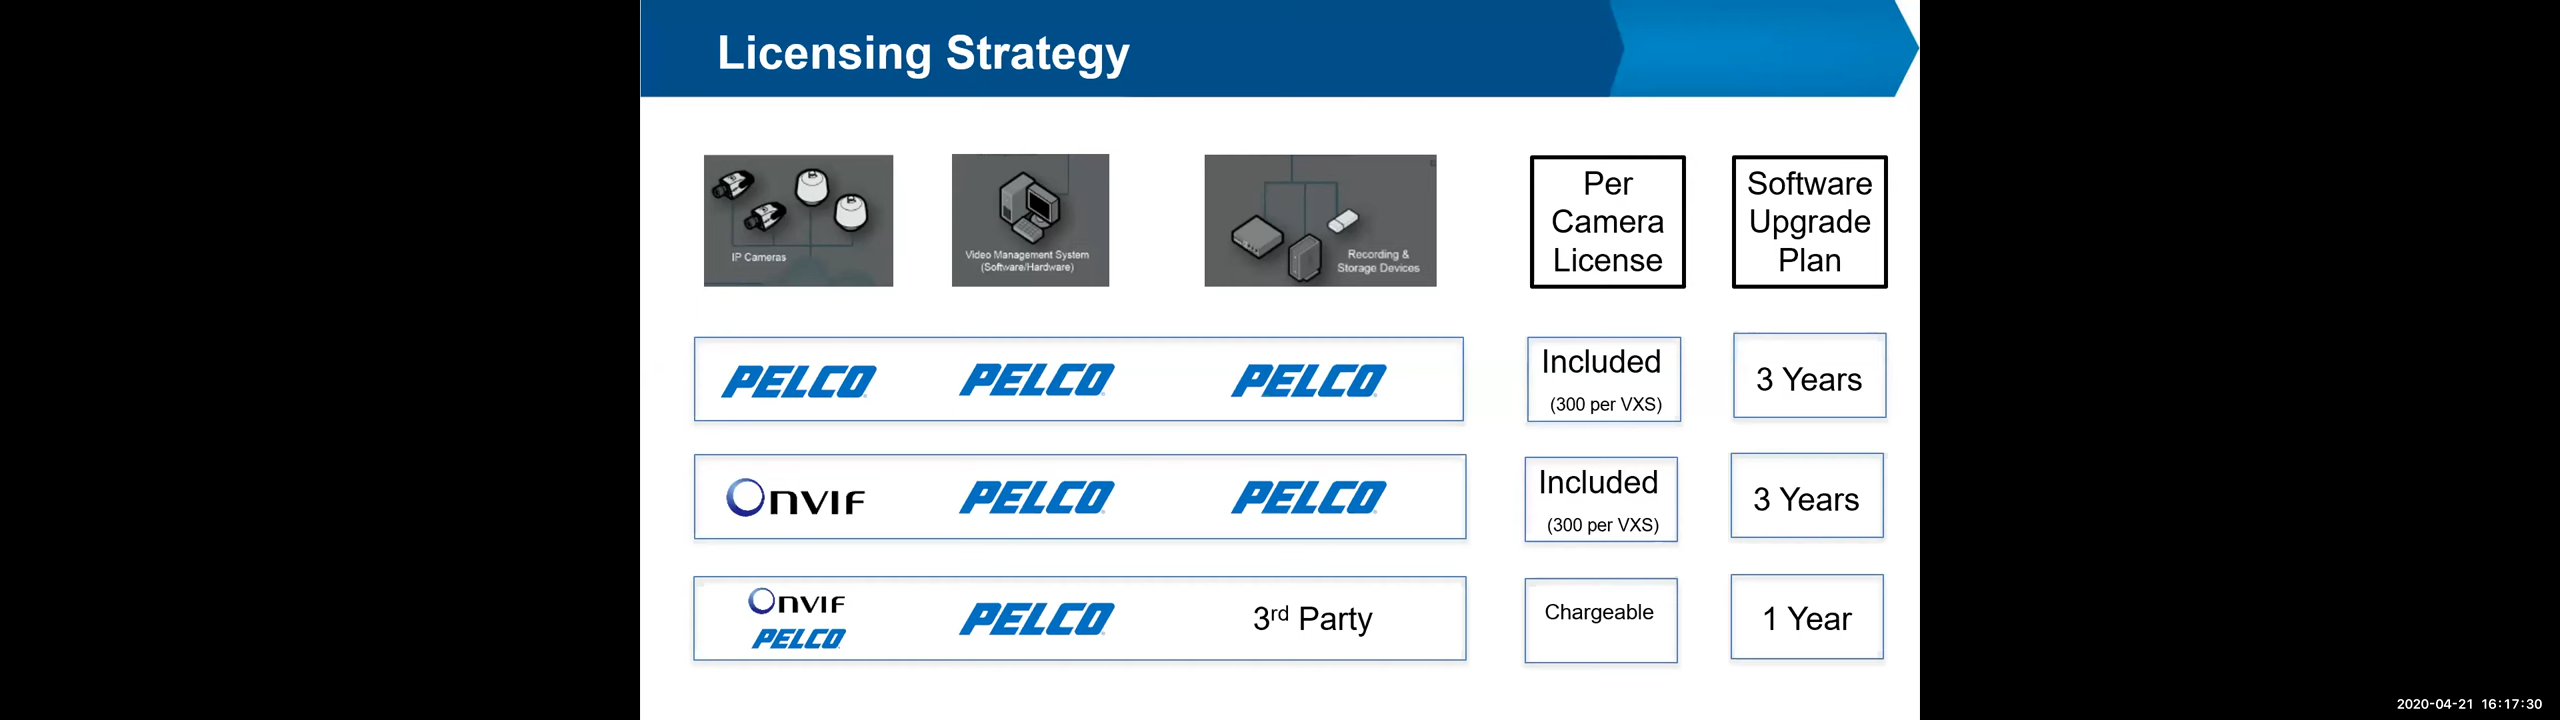 Licensing Strategy
IP Cameras
Video Management System
(Software/Hardware)
Recording &
Storage Devices
Per
Camera
License
Software
Upgrade
Plan
PELCO
PELCO
PELCO
Included
(300 per VXS)
3 Years
ONVIF
PELCO
PELCO
Included
(300 per VXS)
3 Years
ONVIF
PELCO
PELCO
3rd Party
Chargeable
1 Year
2020-04-21 16:17:30